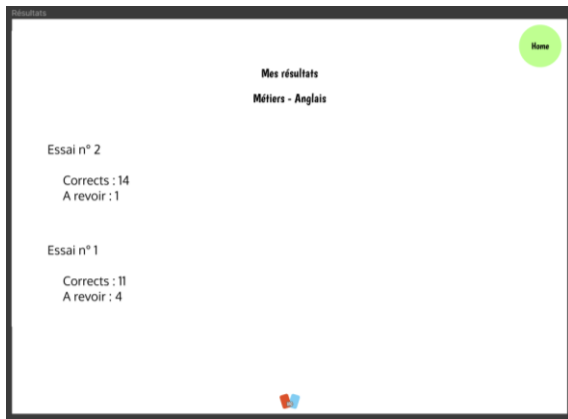 Résultats
Home
Mes résultats
Métiers - Anglais
Essai n° 2
Corrects : 14
A revoir : 1
Essai n° 1
Corrects : 11
A revoir : 4